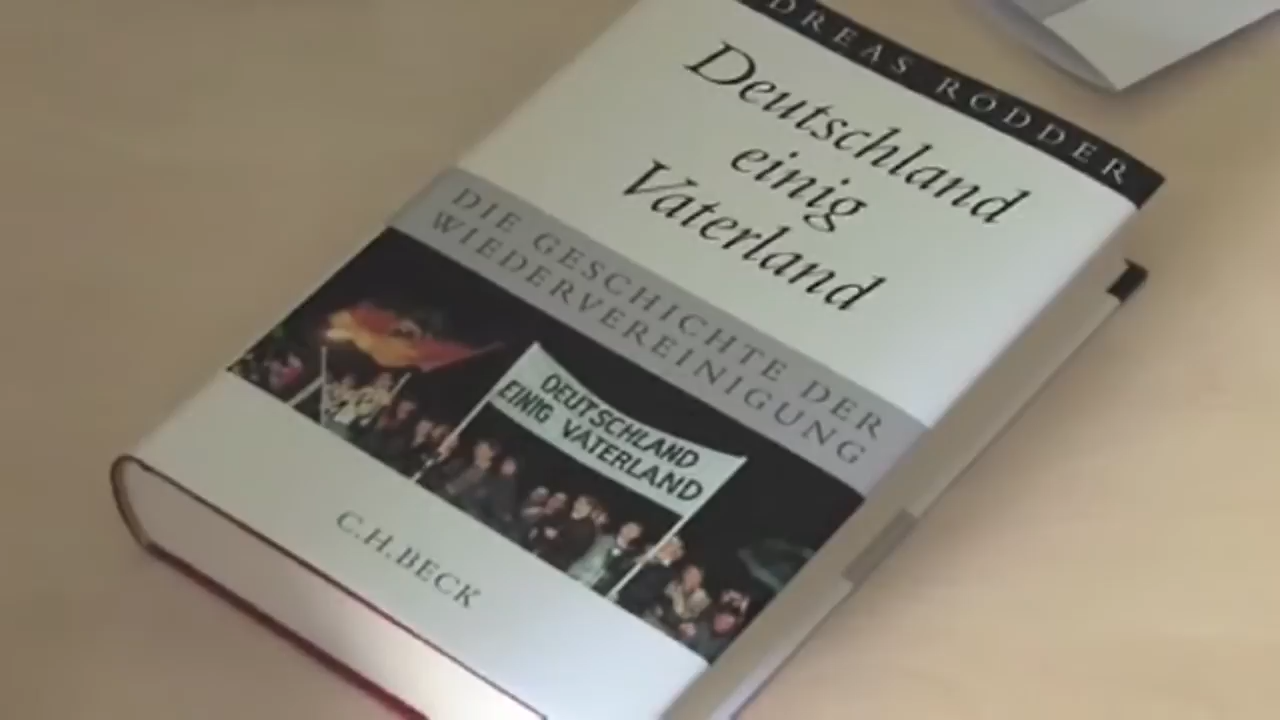 DREAS RÖDDER
Deutschland
einig
Vaterland
DIE GESCHICHTE DER
WIEDERVEREINIGUNG
DEUTSCHLAND
EINIG VATERLAND
C.H.BECK